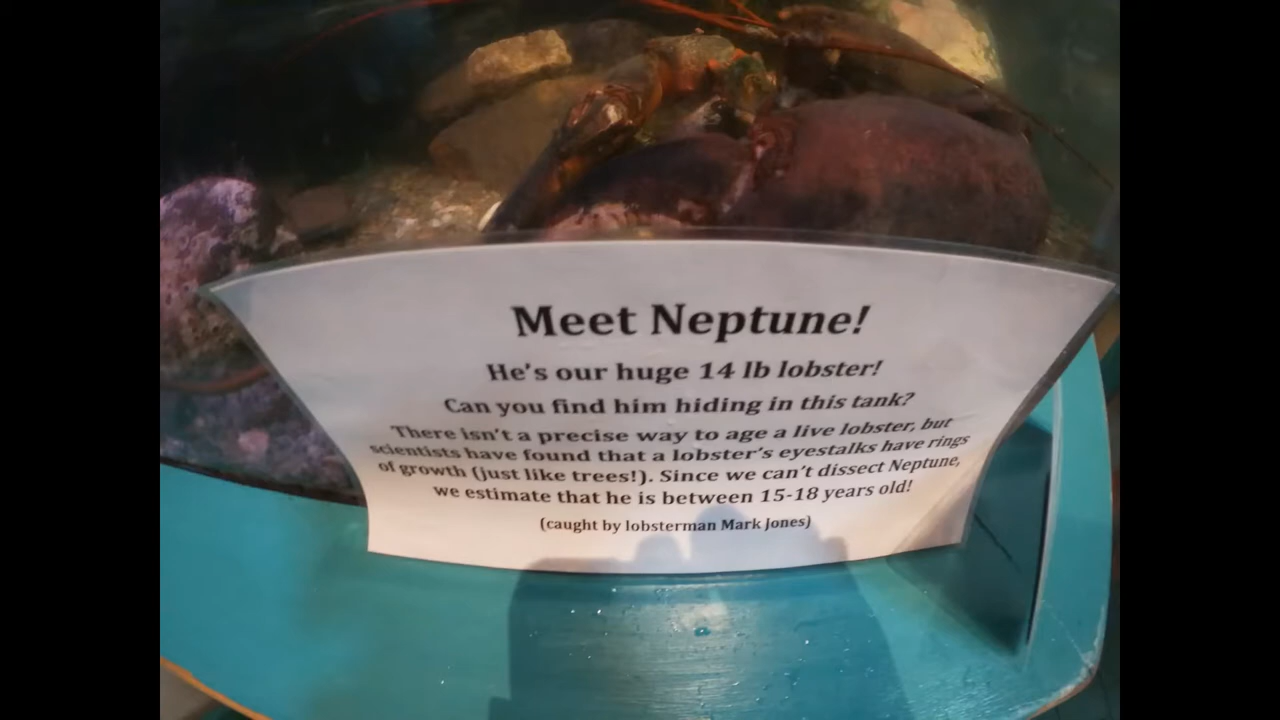 Meet Neptune!
He's our huge 14 lb lobster!
Can you find him hiding in this tank?
There isn't a precise way to age a live lobster, but
scientists have found that a lobster's eyestalks have rings
of growth (just like trees!). Since we can't dissect Neptune,
we estimate that he is between 15-18 years old!
(caught by lobsterman Mark Jones)